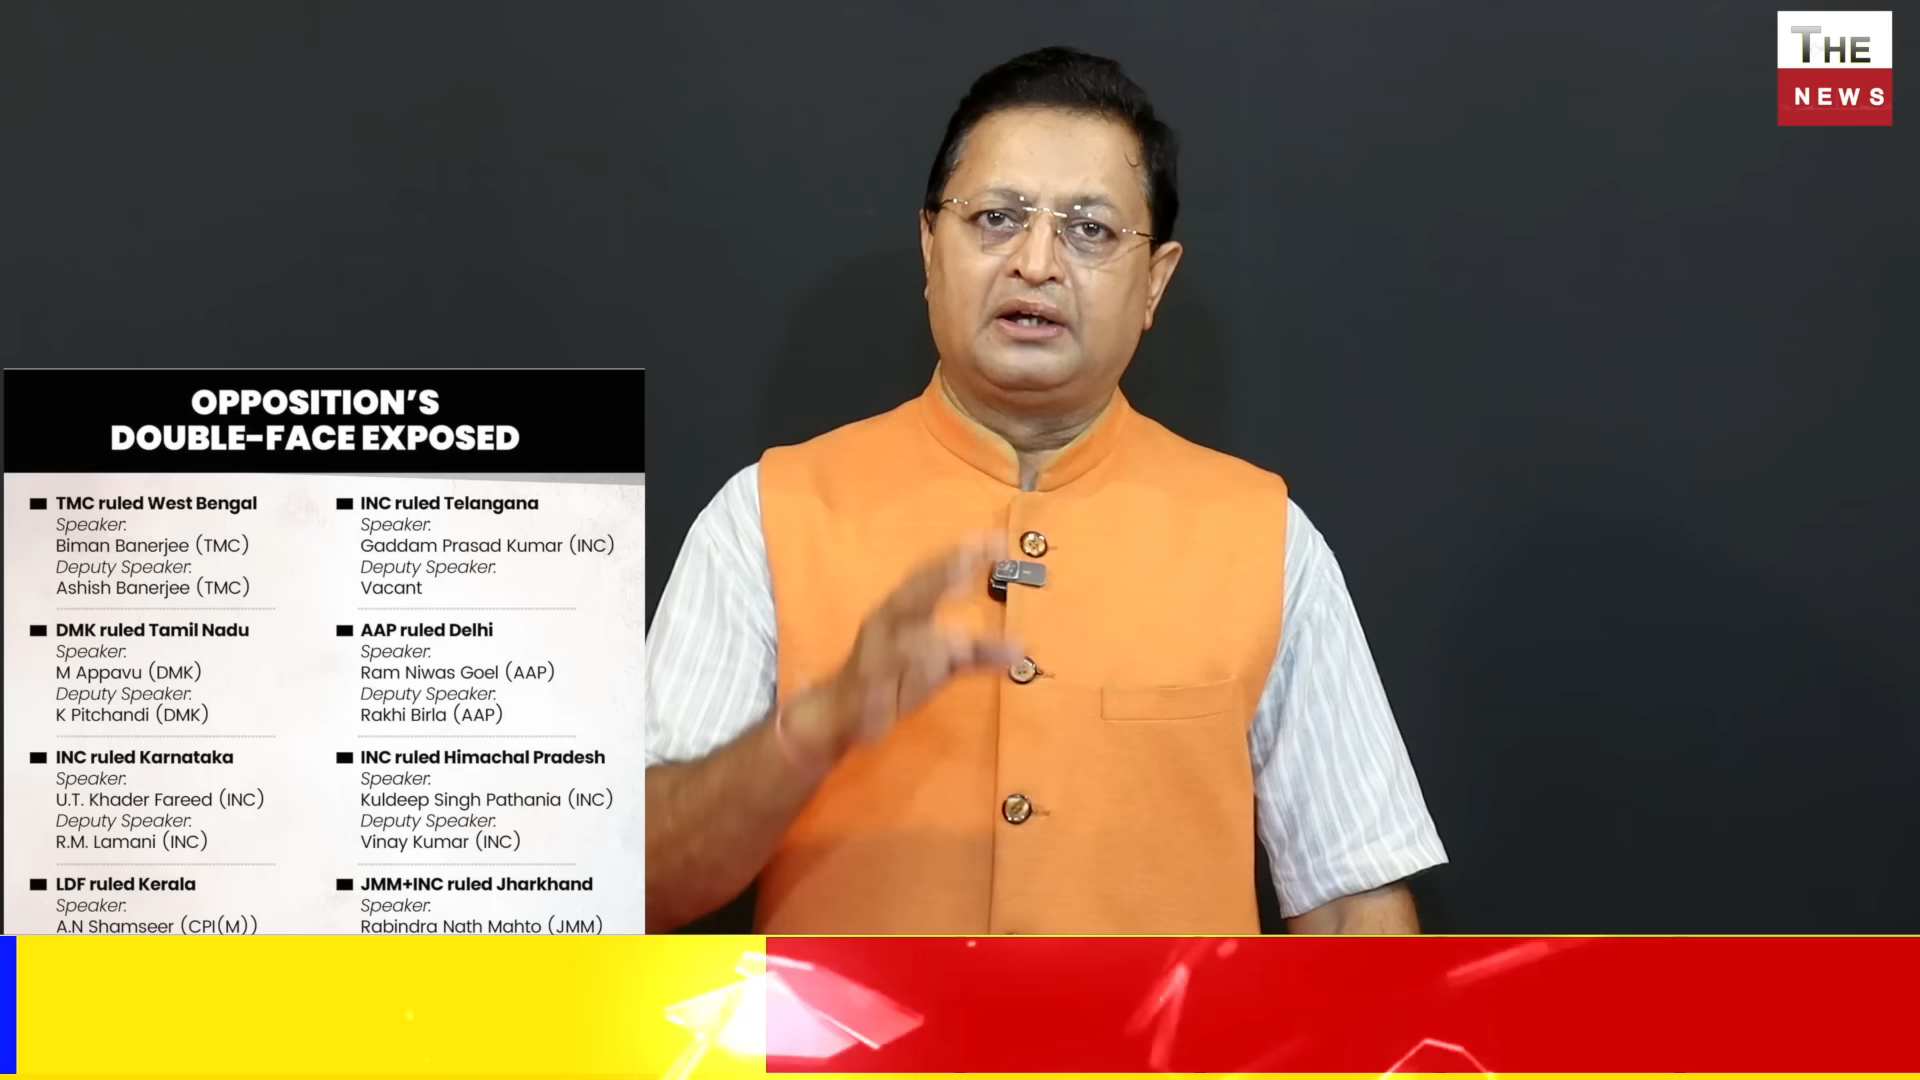 THE
NEWS
OPPOSITION'S
DOUBLE-FACE EXPOSED
TMC ruled West Bengal
Speaker:
Biman Banerjee (TMC)
Deputy Speaker:
Ashish Banerjee (TMC)
DMK ruled Tamil Nadu
Speaker:
M Appavu (DMK)
Deputy Speaker:
K Pitchandi (DMK)
INC ruled Karnataka
Speaker:
U.T. Khader Fareed (INC)
Deputy Speaker:
R.M. Lamani (INC)
LDF ruled Kerala
Speaker:
A.N Shamseer (CPI(M))
INC ruled Telangana
Speaker:
Gaddam Prasad Kumar (INC)
Deputy Speaker:
Vacant
AAP ruled Delhi
Speaker:
Ram Niwas Goel (AAP)
Deputy Speaker:
Rakhi Birla (AAP)
INC ruled Himachal Pradesh
Speaker:
Kuldeep Singh Pathania (INC)
Deputy Speaker:
Vinay Kumar (INC)
JMM+INC ruled Jharkhand
Speaker:
Rabindra Nath Mahto (JMM)